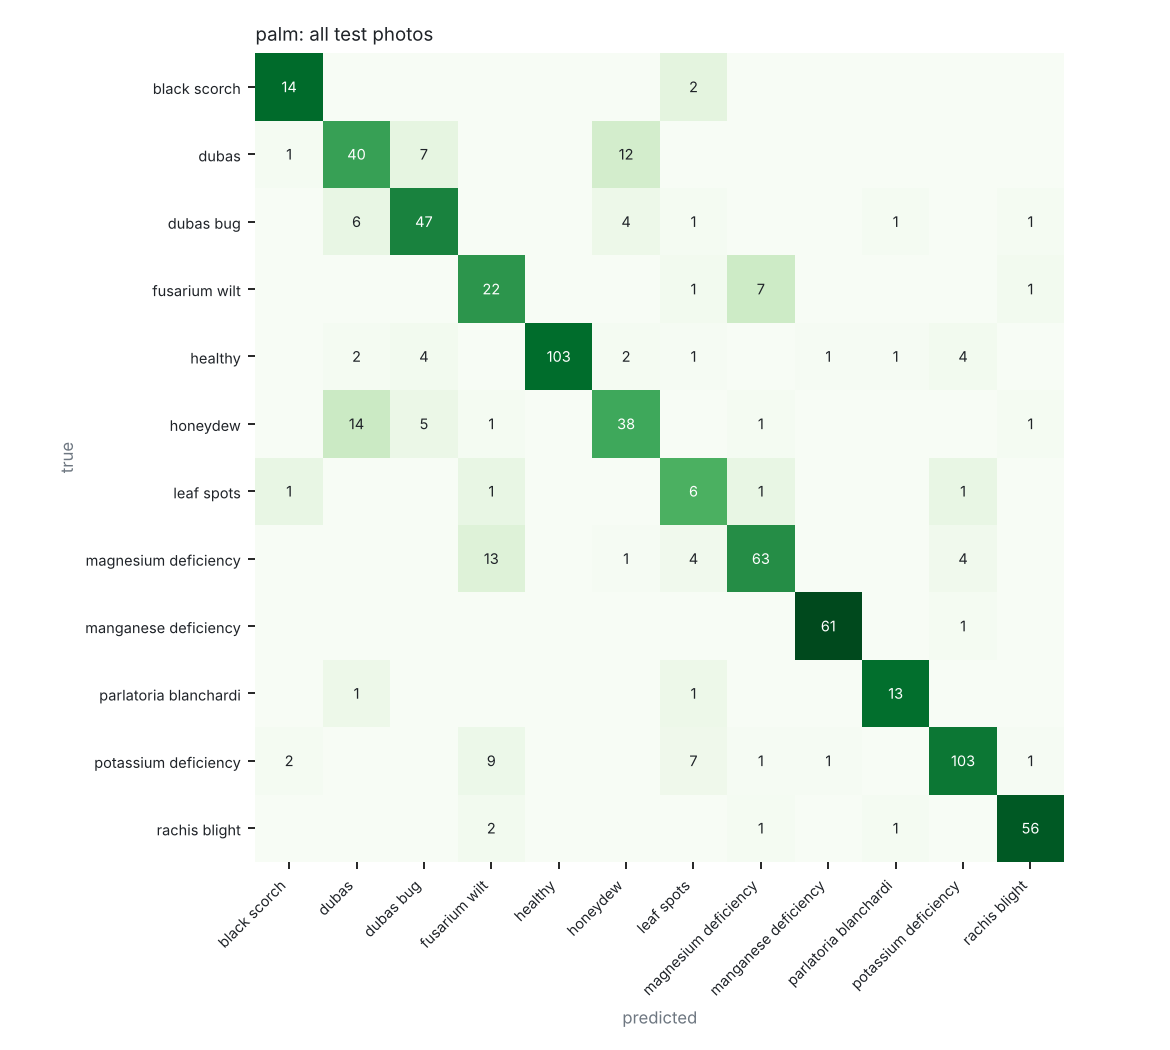 palm: all test photos
black scorch 14 2
dubas 1 40 7 12
dubas bug 6 47 4 1 1 1
fusarium wilt 22 1 7 1
healthy 2 4 103 2 1 1 1 4
honeydew 14 5 1 38 1 1
leaf spots 1 1 6 1 1
magnesium deficiency 13 1 4 63 4
manganese deficiency 61 1
parlatoria blanchardi 1 1 13
potassium deficiency 2 9 7 1 1 103 1
rachis blight 2 1 1 56
true
black scorch
dubas
dubas bug
fusarium wilt
healthy
honeydew
leaf spots
magnesium deficiency
manganese deficiency
parlatoria blanchardi
potassium deficiency
rachis blight
predicted